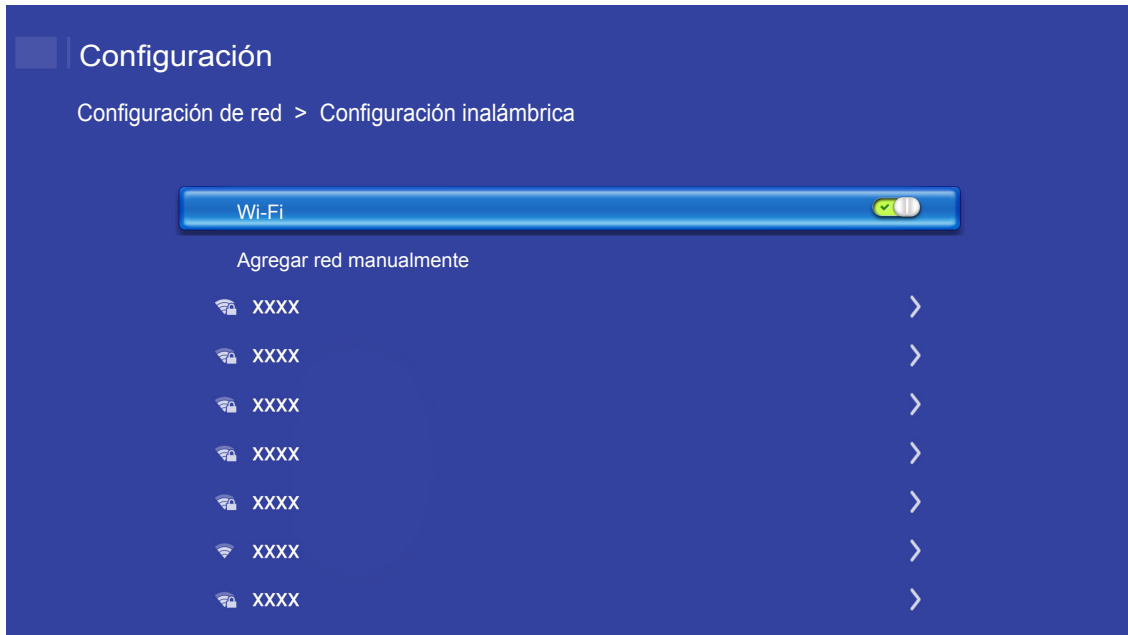 Configuración
Configuración de red > Configuración inalámbrica
Wi-Fi
Agregar red manualmente
XXXX
XXXX
XXXX
XXXX
XXXX
XXXX
XXXX